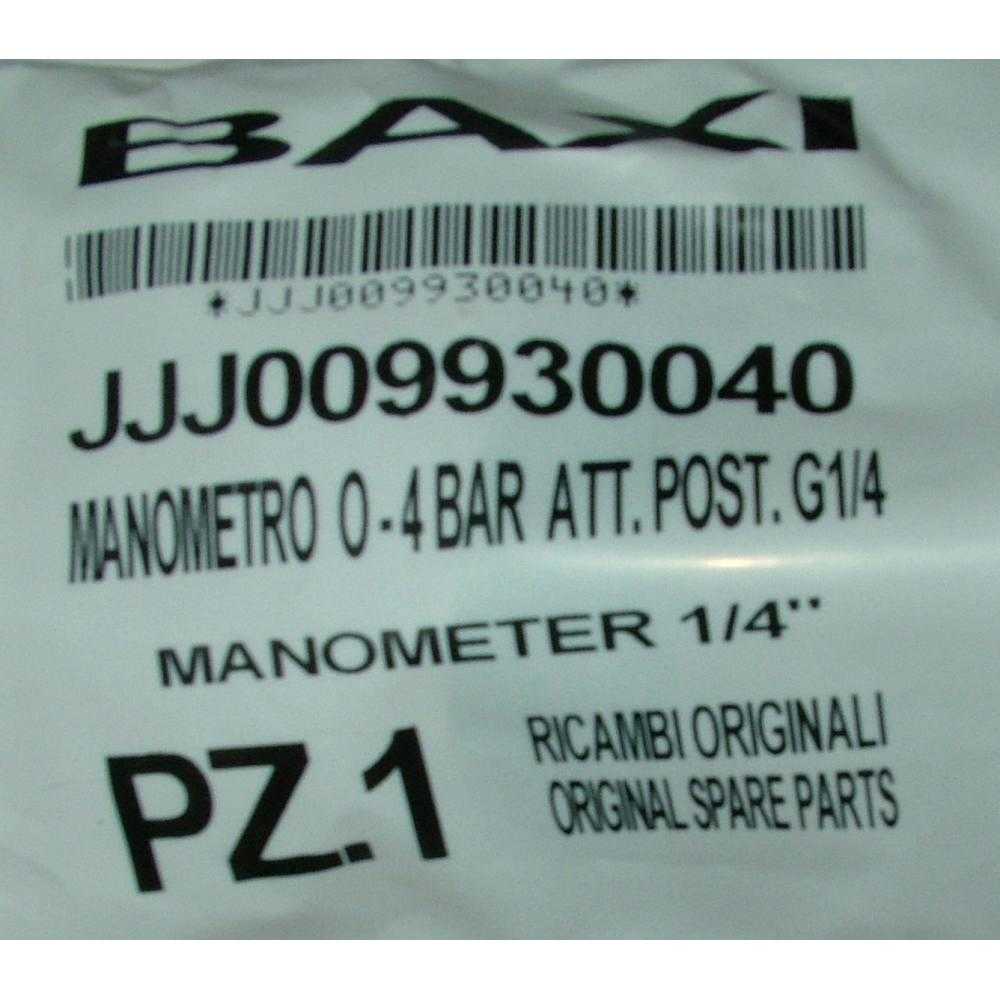 BAXI
*JJJ009930040*
JJJ009930040
MANOMETRO 0-4 BAR ATT. POST. G1/4
MANOMETER 1/4"
PZ.1
RICAMBI ORIGINALI
ORIGINAL SPARE PARTS